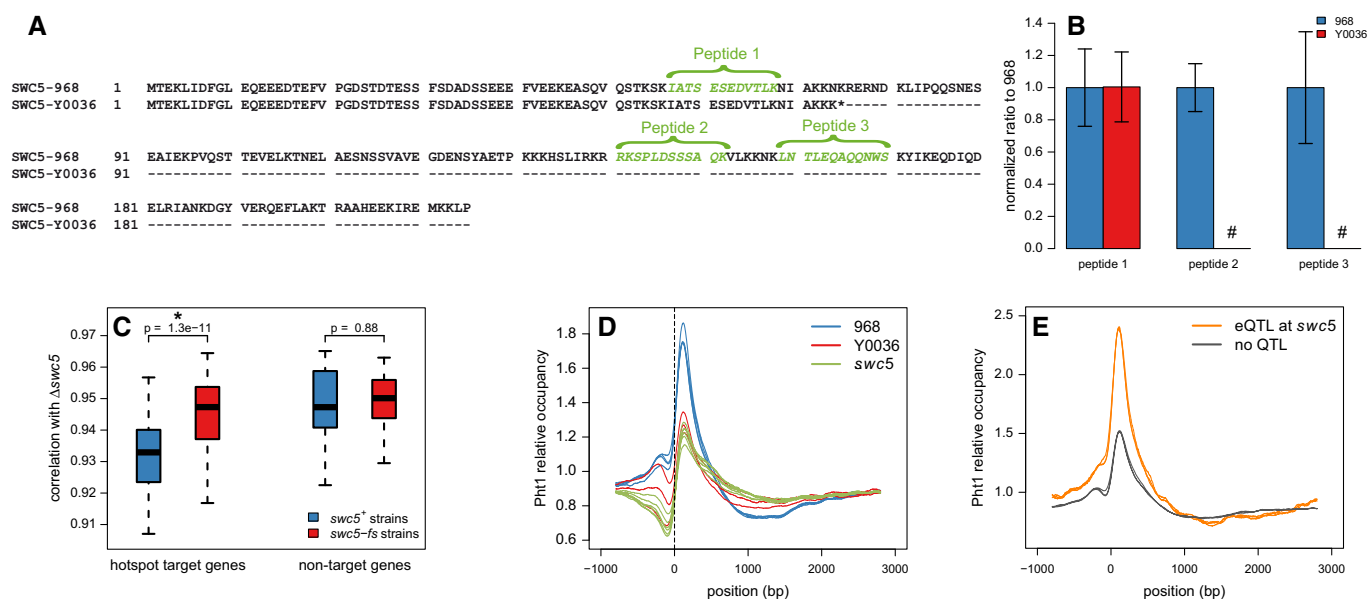 A
Peptide 1
SWC5-968 1 MTEKLIDFGL EQEEEDTEFV PGDSTDTESS FSDADSSEEE FVEEKEASQV QSTKSKIATS ESEDVTLKNI AKKNKRERND KLIPQQSNES
SWC5-Y0036 1 MTEKLIDFGL EQEEEDTEFV PGDSTDTESS FSDADSSEEE FVEEKEASQV QSTKSKIATS ESEDVTLKNI AKKK*----- ----------
Peptide 2 Peptide 3
SWC5-968 91 EAIEKPVQST TEVELKTNEL AESNSSVAVE GDENSYAETP KKKHSLIRKR RKSPLDSSSA QKVLKKNKLN TLEQAQQNWS KYIKEQDIQD
SWC5-Y0036 91 ---------- ---------- ---------- ---------- ---------- ---------- ---------- ---------- ----------
SWC5-968 181 ELRIANKDGY VERQEFLAKT RAAHEEKIRE MKKLP
SWC5-Y0036 181 ---------- ---------- ---------- -----
B
normalized ratio to 968
1.4
1.2
1.0
0.8
0.6
0.4
0.2
0.0
968
Y0036
# #
peptide 1 peptide 2 peptide 3
C
correlation with Δswc5
0.97
0.96
0.95
0.94
0.93
0.92
0.91
*
p = 1.3e−11 p = 0.88
swc5+ strains
swc5−fs strains
hotspot target genes non-target genes
D
Pht1 relative occupancy
1.8
1.6
1.4
1.2
1.0
0.8
0.6
968
Y0036
swc5
−1000 0 1000 2000 3000
position (bp)
E
Pht1 relative occupancy
2.5
2.0
1.5
1.0
eQTL at swc5
no QTL
−1000 0 1000 2000 3000
position (bp)